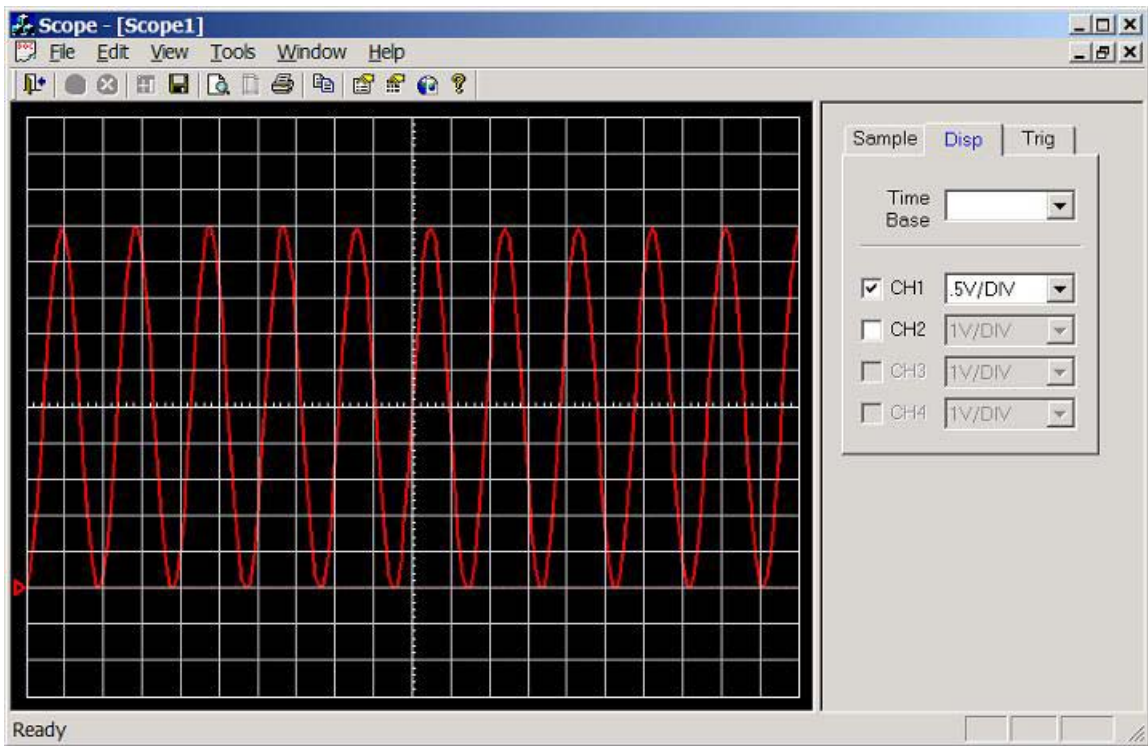 Scope - [Scope1]
File Edit View Tools Window Help
Sample Disp Trig
Time
Base
CH1 .5V/DIV
CH2 1V/DIV
CH3 1V/DIV
CH4 1V/DIV
Ready